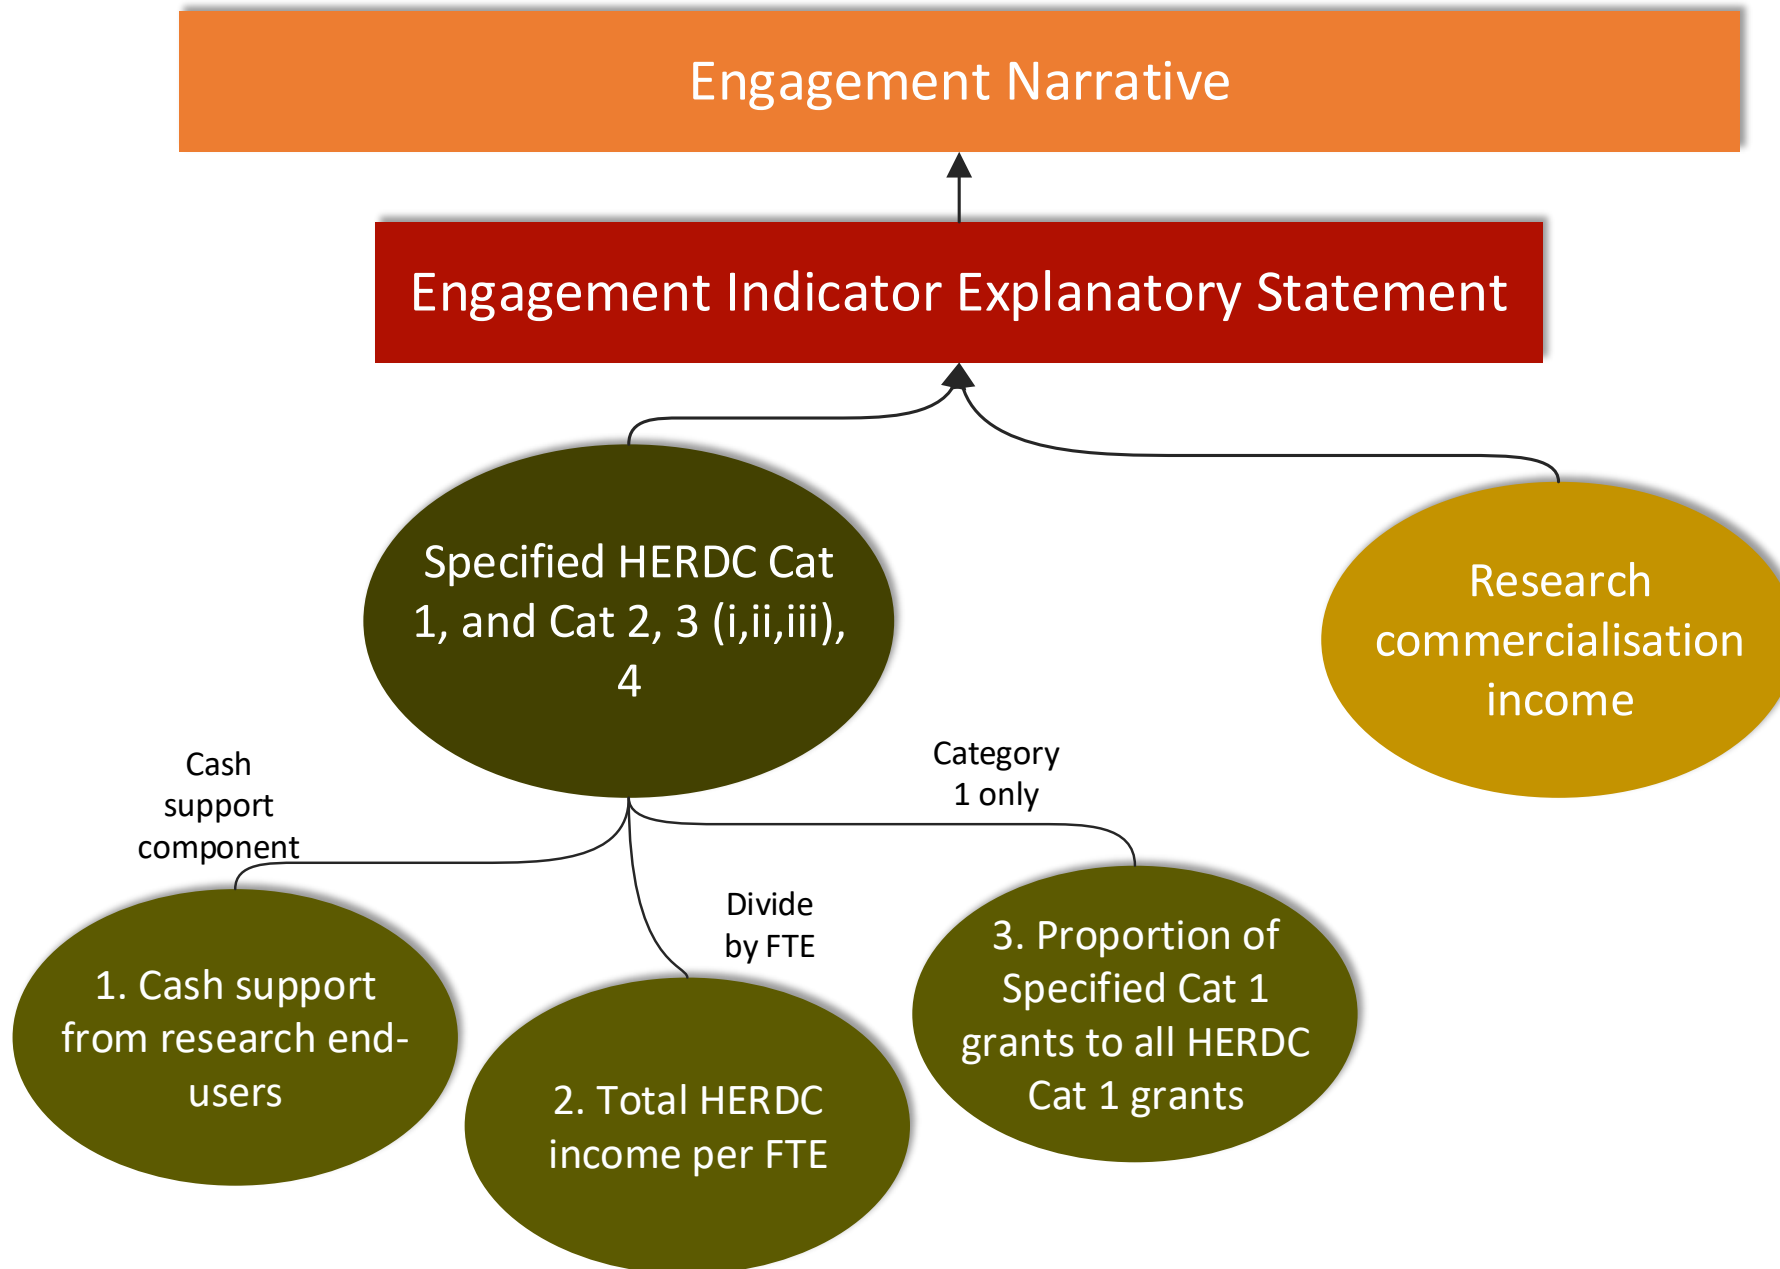 Engagement Narrative
Engagement Indicator Explanatory Statement
Specified HERDC Cat
1, and Cat 2, 3 (i,ii,iii),
4
Research
commercialisation
income
Cash
support
component
Category
1 only
Divide
by FTE
1. Cash support
from research end-
users
2. Total HERDC
income per FTE
3. Proportion of
Specified Cat 1
grants to all HERDC
Cat 1 grants